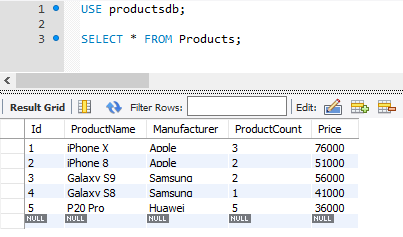 1 USE productsdb;
2
3 SELECT * FROM Products;
Result Grid Filter Rows: Edit:
Id ProductName Manufacturer ProductCount Price
1 iPhone X Apple 3 76000
2 iPhone 8 Apple 2 51000
3 Galaxy S9 Samsung 2 56000
4 Galaxy S8 Samsung 1 41000
5 P20 Pro Huawei 5 36000
NULL NULL NULL NULL NULL